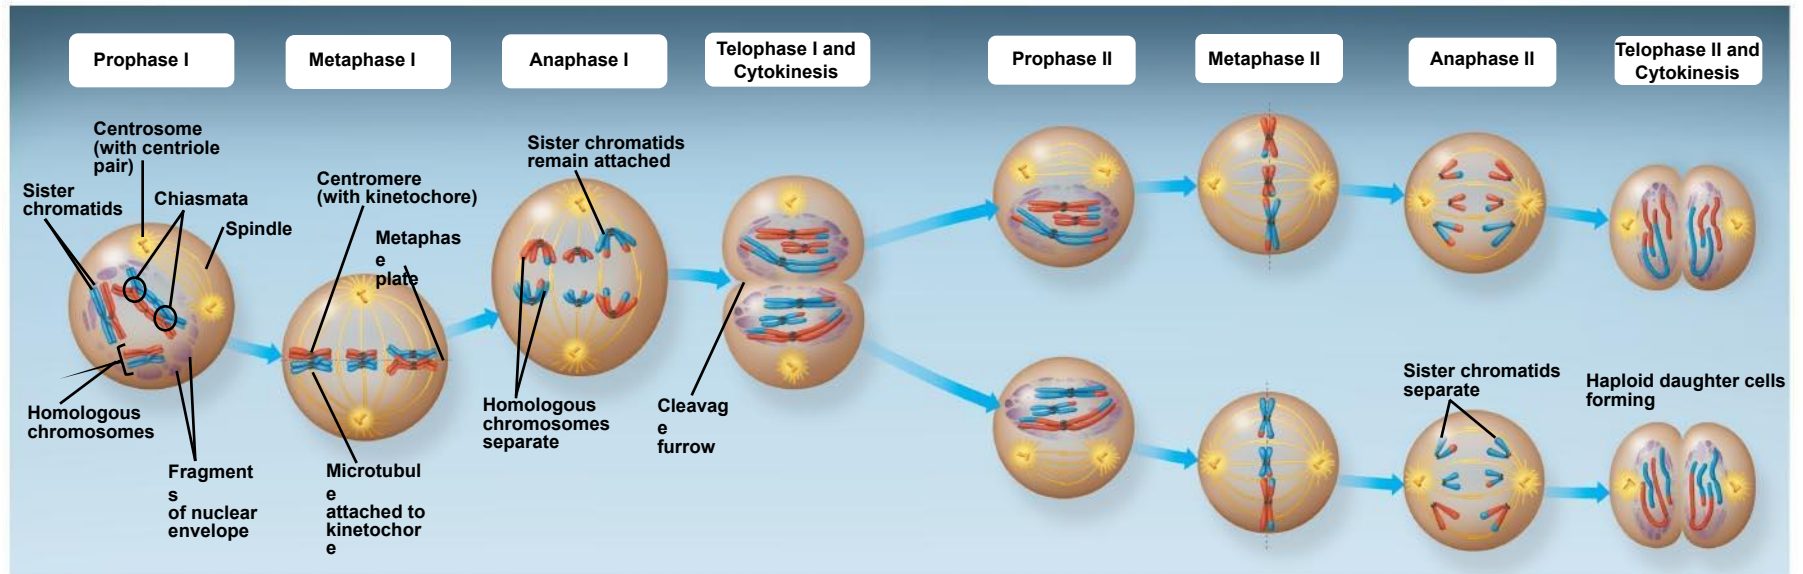 Prophase I
Metaphase I
Anaphase I
Telophase I and
Cytokinesis
Prophase II
Metaphase II
Anaphase II
Telophase II and
Cytokinesis
Centrosome
(with centriole
pair)
Sister
chromatids
Chiasmata
Spindle
Homologous
chromosomes
Fragment
s
of nuclear
envelope
Centromere
(with kinetochore)
Metaphas
e
plate
Microtubul
e
attached to
kinetochor
e
Sister chromatids
remain attached
Homologous
chromosomes
separate
Cleavag
e
furrow
Sister chromatids
separate
Haploid daughter cells
forming